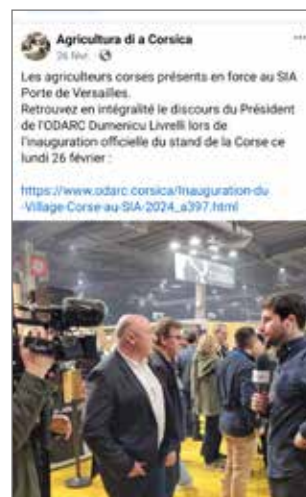 Agricultura di a Corsica
26 févr.
Les agriculteurs corses présents en force au SIA
Porte de Versailles.
Retrouvez en intégralité le discours du Président
de l'ODARC Dumenicu Livrelli lors de
l'inauguration officielle du stand de la Corse ce
lundi 26 février :
https://www.odarc.corsica/Inauguration-du
-Village-Corse-au-SIA-2024_a397.html